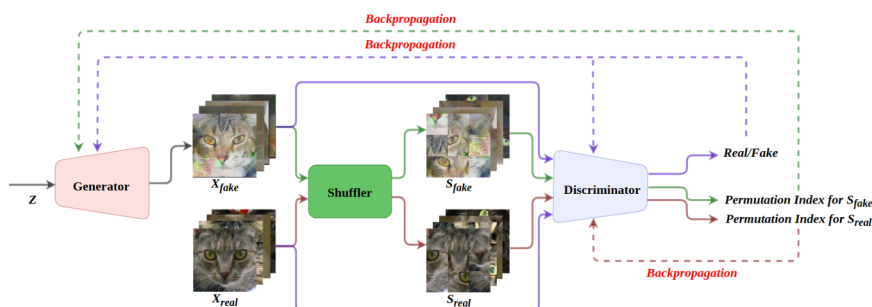 Backpropagation
Backpropagation
Z
Generator
X_fake
Shuffler
S_fake
Discriminator
Real/Fake
Permutation Index for S_fake
Permutation Index for S_real
Backpropagation
X_real
S_real